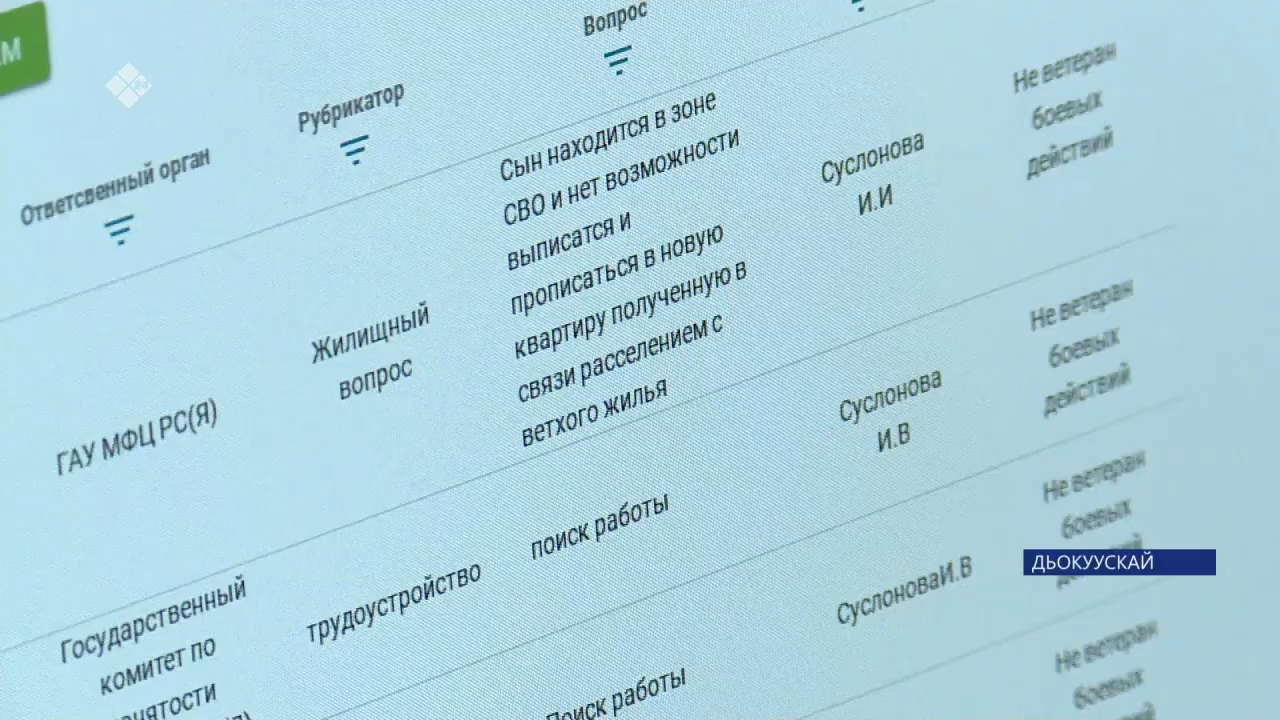 Вопрос
Рубрикатор
Ответсвенный орган
ГАУ МФЦ РС(Я)
Жилищный
вопрос
Сын находится в зоне
СВО и нет возможности
выписатся и
прописаться в новую
квартиру полученную в
связи расселением с
ветхого жилья
Суслонова
И.И
Не ветеран
боевых
действий
Государственный
комитет по
трудоустройство
поиск работы
Суслонова
И.В
Не ветеран
боевых
действий
Поиск работы
СуслоноваИ.В
Не ветеран
боевых
Не ветеран
боевых
ДЬОКУУСКАЙ
24